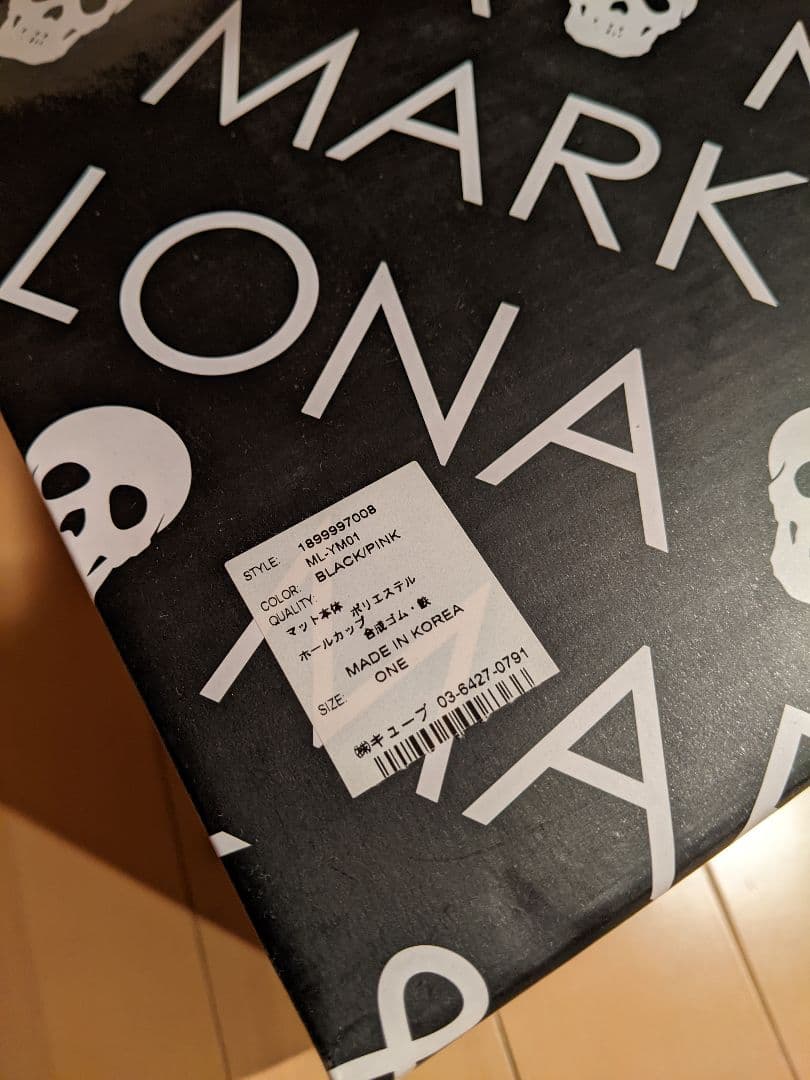 MARK
LONA
STYLE: 1899997008
ML-YM01
COLOR: BLACK/PINK
QUALITY:
マット本体 ポリエステル
ホールカップ 合成ゴム・鉄
MADE IN KOREA
SIZE: ONE
㈱キューブ 03-6427-0791